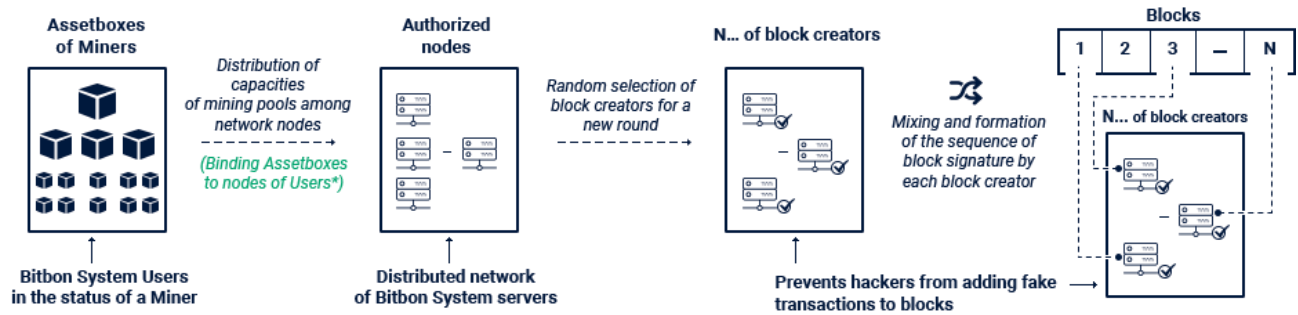 Assetboxes
of Miners
Distribution of
capacities
of mining pools among
network nodes
(Binding Assetboxes
to nodes of Users*)
Bitbon System Users
in the status of a Miner
Authorized
nodes
Distributed network
of Bitbon System servers
Random selection of
block creators for a
new round
N... of block creators
Mixing and formation
of the sequence of
block signature by
each block creator
Prevents hackers from adding fake
transactions to blocks
Blocks
1 2 3 – N
N... of block creators